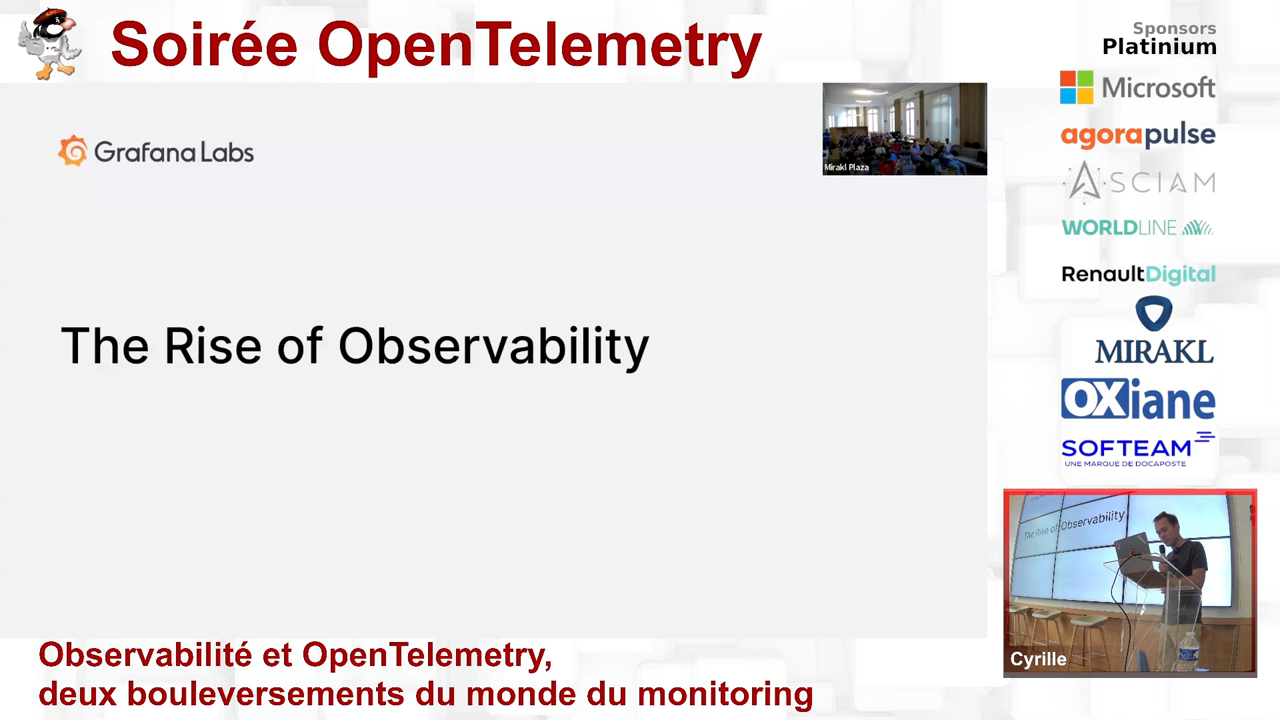 Soirée OpenTelemetry
Sponsors
Platinium
Microsoft
agorapulse
ASCIAM
WORLDLINE
RenaultDigital
MIRAKL
OXiane
SOFTEAM
UNE MARQUE DE DOCAPOSTE
Grafana Labs
Mirakl Plaza
The Rise of Observability
The Rise of Observability
Cyrille
Observabilité et OpenTelemetry,
deux bouleversements du monde du monitoring